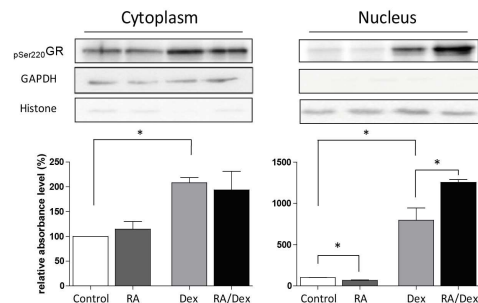 Cytoplasm Nucleus
pSer220GR
GAPDH
Histone
relative absorbance level (%)
250
200
150
100
50
0
*
Control RA Dex RA/Dex
1500
1000
500
0
*
*
*
Control RA Dex RA/Dex